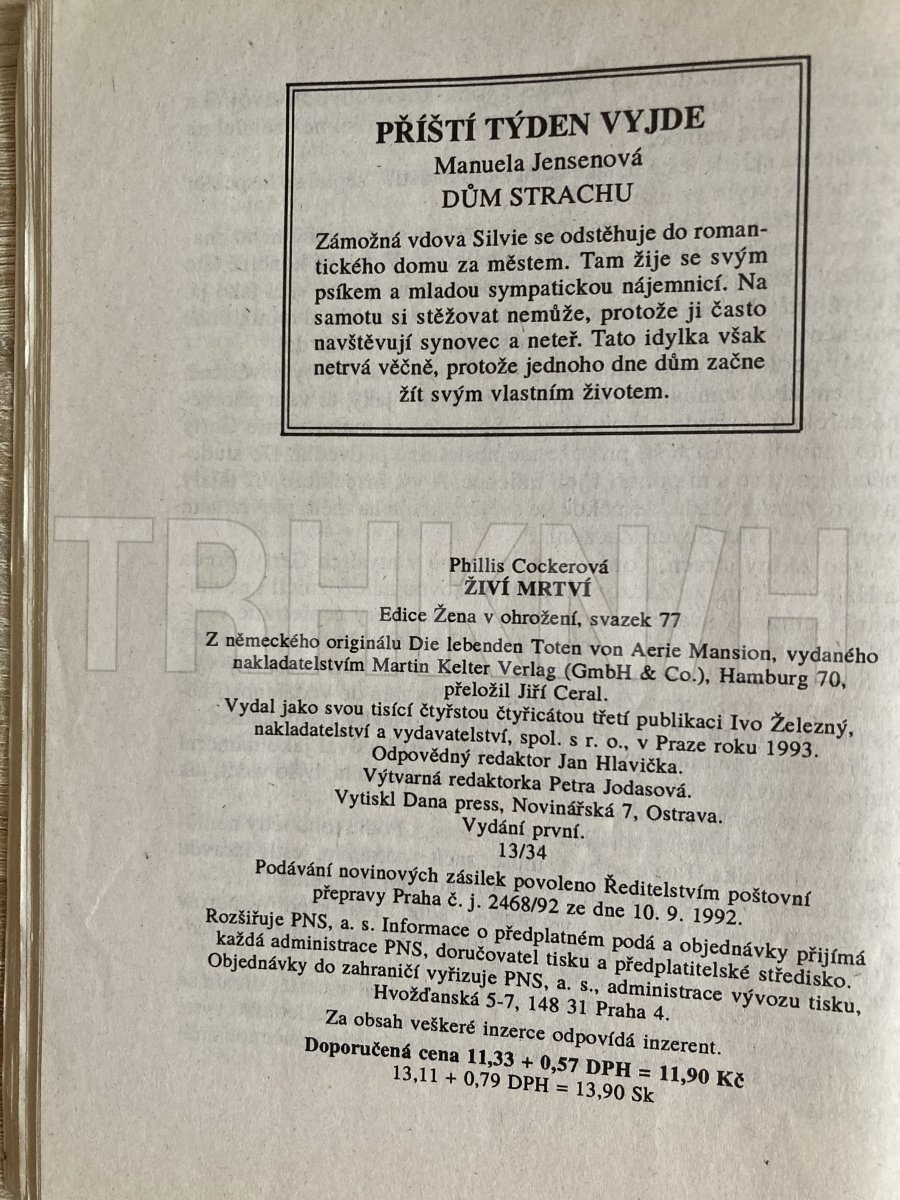 PŘÍŠTÍ TÝDEN VYJDE
Manuela Jensenová
DŮM STRACHU
Zámožná vdova Silvie se odstěhuje do roman-
tického domu za městem. Tam žije se svým
psíkem a mladou sympatickou nájemnicí. Na
samotu si stěžovat nemůže, protože ji často
navštěvují synovec a neteř. Tato idylka však
netrvá věčně, protože jednoho dne dům začne
žít svým vlastním životem.
TRHKNIH
Phillis Cockerová
ŽIVÍ MRTVÍ
Edice Žena v ohrožení, svazek 77
Z německého originálu Die lebenden Toten von Aerie Mansion, vydaného
nakladatelstvím Martin Kelter Verlag (GmbH & Co.), Hamburg 70,
přeložil Jiří Ceral.
Vydal jako svou tisící čtyřstou čtyřicátou třetí publikaci Ivo Železný,
nakladatelství a vydavatelství, spol. s r. o., v Praze roku 1993.
Odpovědný redaktor Jan Hlavička.
Výtvarná redaktorka Petra Jodasová.
Vytiskl Dana press, Novinářská 7, Ostrava.
Vydání první.
13/34
Podávání novinových zásilek povoleno Ředitelstvím poštovní
přepravy Praha č. j. 2468/92 ze dne 10. 9. 1992.
Rozšiřuje PNS, a. s. Informace o předplatném podá a objednávky přijímá
každá administrace PNS, doručovatel tisku a předplatitelské středisko.
Objednávky do zahraničí vyřizuje PNS, a. s., administrace vývozu tisku,
Hvožďanská 5-7, 148 31 Praha 4.
Za obsah veškeré inzerce odpovídá inzerent.
Doporučená cena 11,33 + 0,57 DPH = 11,90 Kč
13,11 + 0,79 DPH = 13,90 Sk